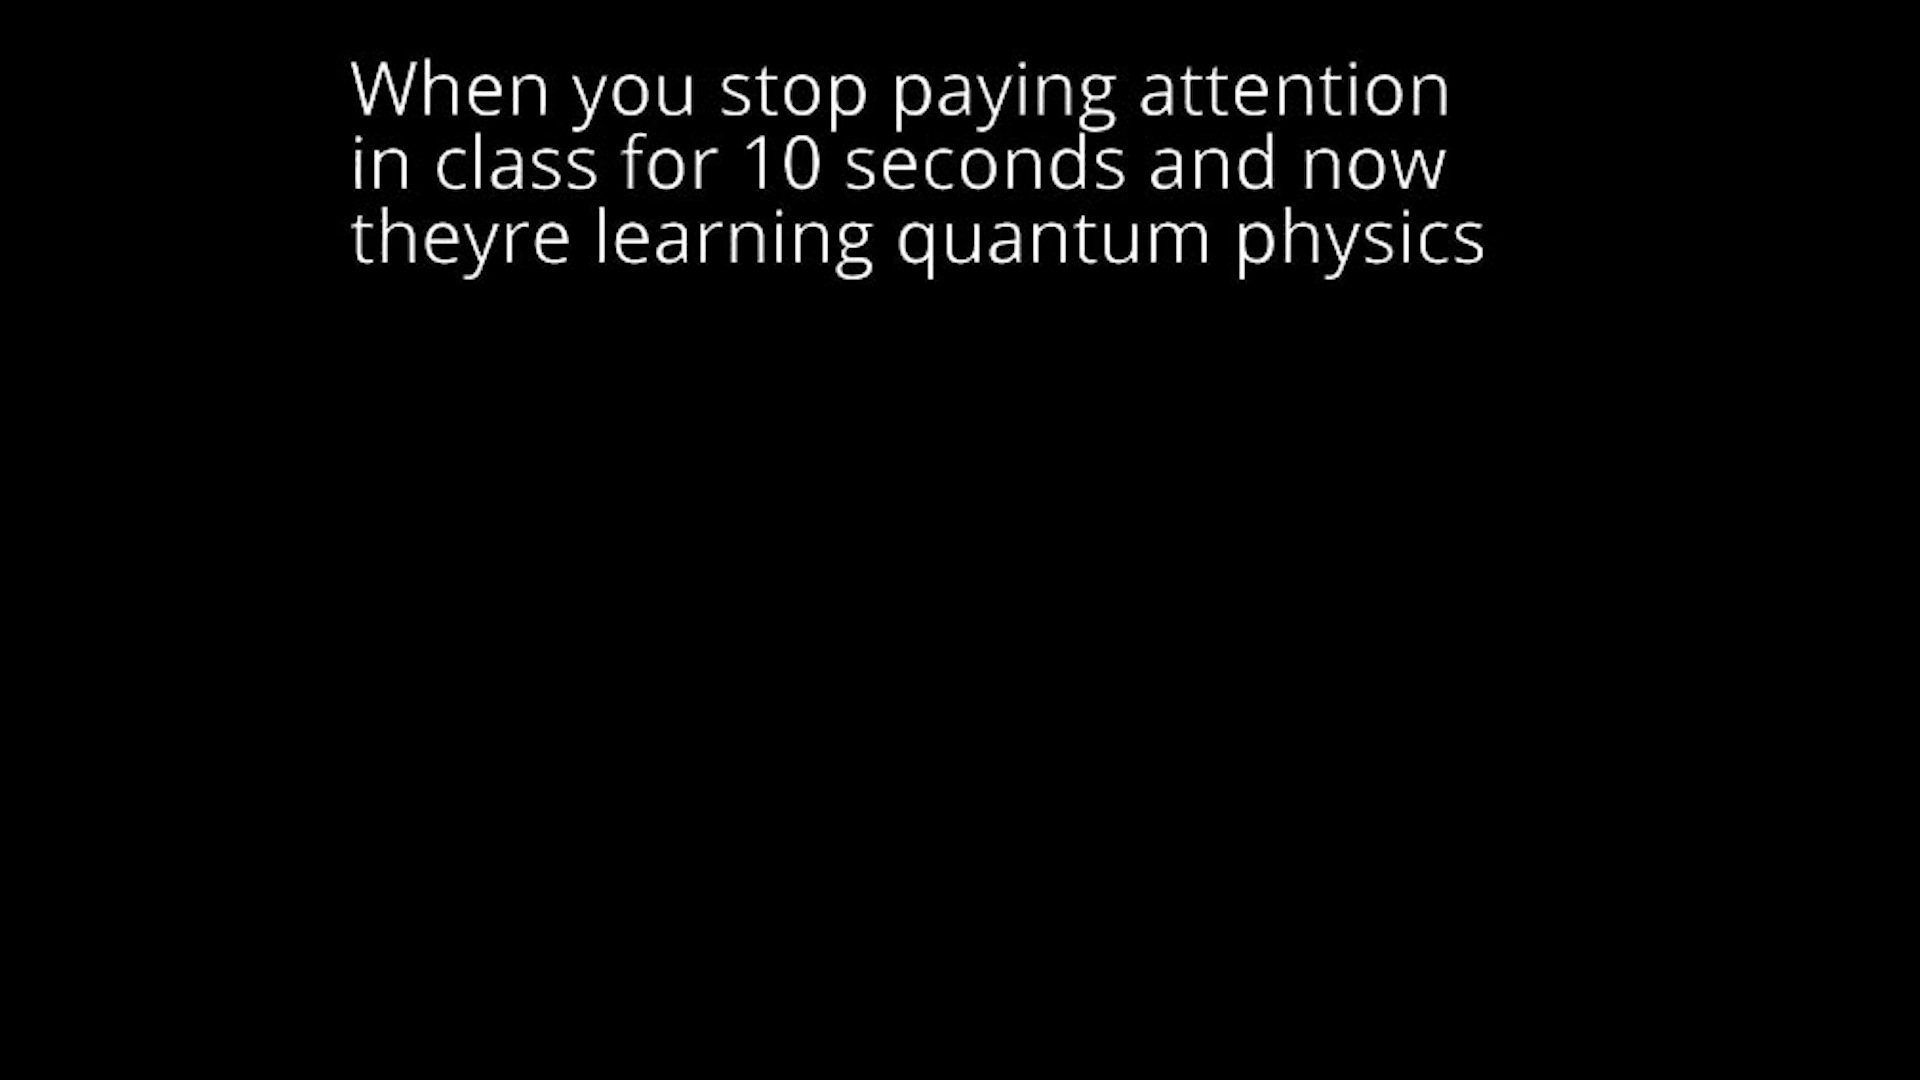 When you stop paying attention
in class for 10 seconds and now
theyre learning quantum physics